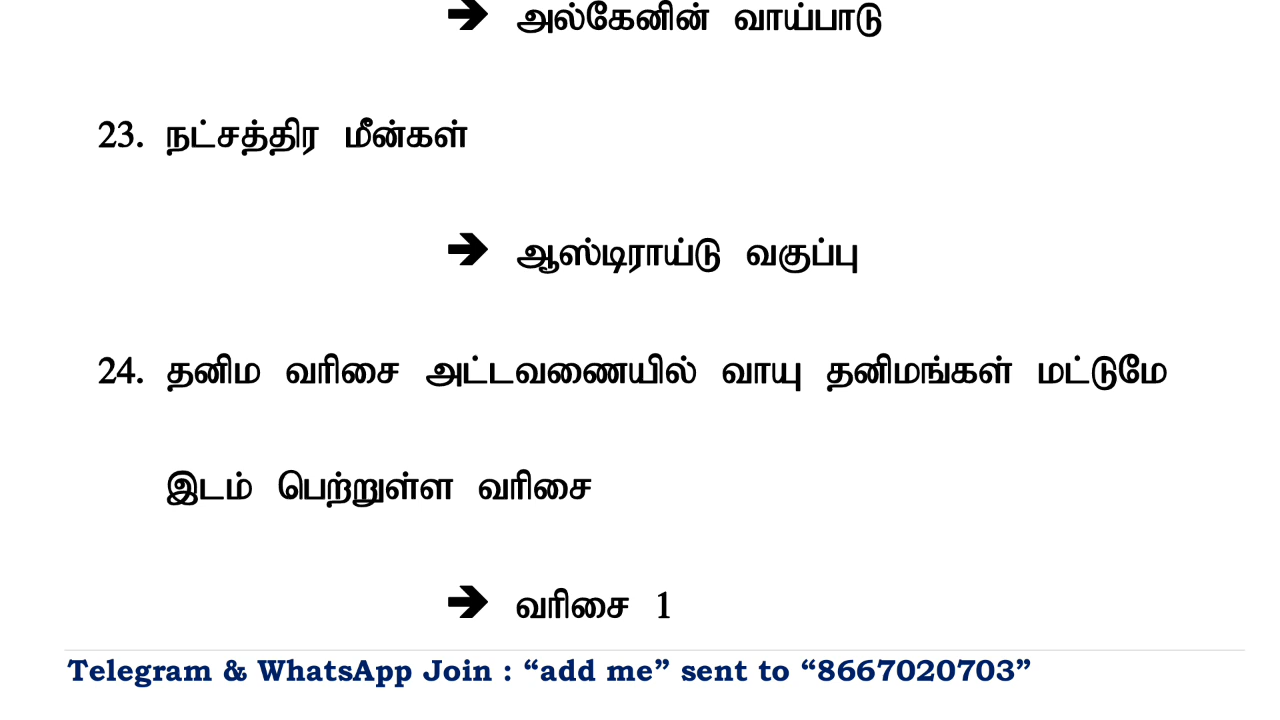 ➔ அல்கேனின் வாய்பாடு
23. நட்சத்திர மீன்கள்
➔ ஆஸ்டிராய்டு வகுப்பு
24. தனிம வரிசை அட்டவணையில் வாயு தனிமங்கள் மட்டுமே
இடம் பெற்றுள்ள வரிசை
➔ வரிசை 1
Telegram & WhatsApp Join : “add me” sent to “8667020703”